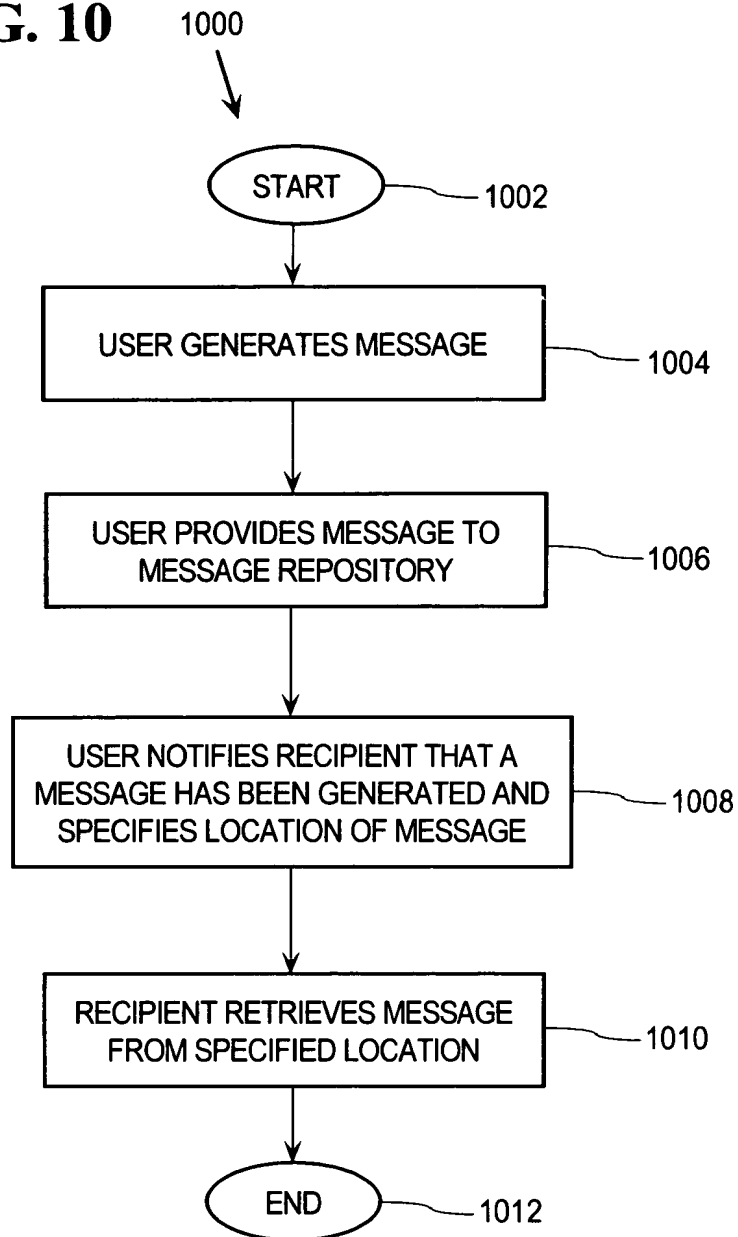 G. 10
1000
START
1002
USER GENERATES MESSAGE
1004
USER PROVIDES MESSAGE TO
MESSAGE REPOSITORY
1006
USER NOTIFIES RECIPIENT THAT A
MESSAGE HAS BEEN GENERATED AND
SPECIFIES LOCATION OF MESSAGE
1008
RECIPIENT RETRIEVES MESSAGE
FROM SPECIFIED LOCATION
1010
END
1012